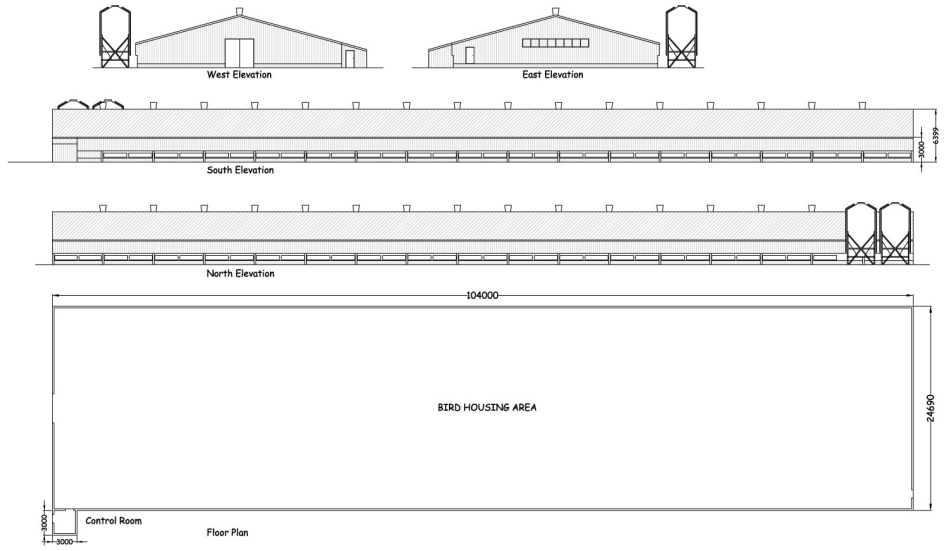 West Elevation
East Elevation
6399
3000
South Elevation
North Elevation
104000
BIRD HOUSING AREA
24690
3000
Control Room
Floor Plan
3000